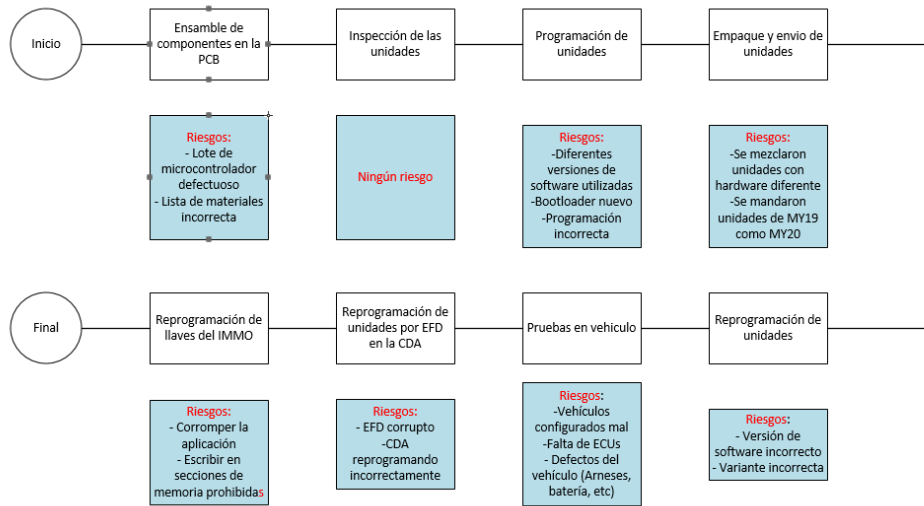 Inicio
Ensamble de
componentes en la
PCB
Inspección de las
unidades
Programación de
unidades
Empaque y envio de
unidades
Riesgos:
- Lote de
microcontrolador
defectuoso
- Lista de materiales
incorrecta
Ningún riesgo
Riesgos:
-Diferentes
versiones de
software utilizadas
-Bootloader nuevo
-Programación
incorrecta
Riesgos:
-Se mezclaron
unidades con
hardware diferente
-Se mandaron
unidades de MY19
como MY20
Final
Reprogramación de
llaves del IMMO
Reprogramación de
unidades por EFD
en la CDA
Pruebas en vehiculo
Reprogramación de
unidades
Riesgos:
- Corromper la
aplicación
- Escribir en
secciones de
memoria prohibidas
Riesgos:
- EFD corrupto
-CDA
reprogramando
incorrectamente
Riesgos:
-Vehículos
configurados mal
-Falta de ECUs
- Defectos del
vehículo (Arneses,
batería, etc)
Riesgos:
- Versión de
software incorrecto
- Variante incorrecta